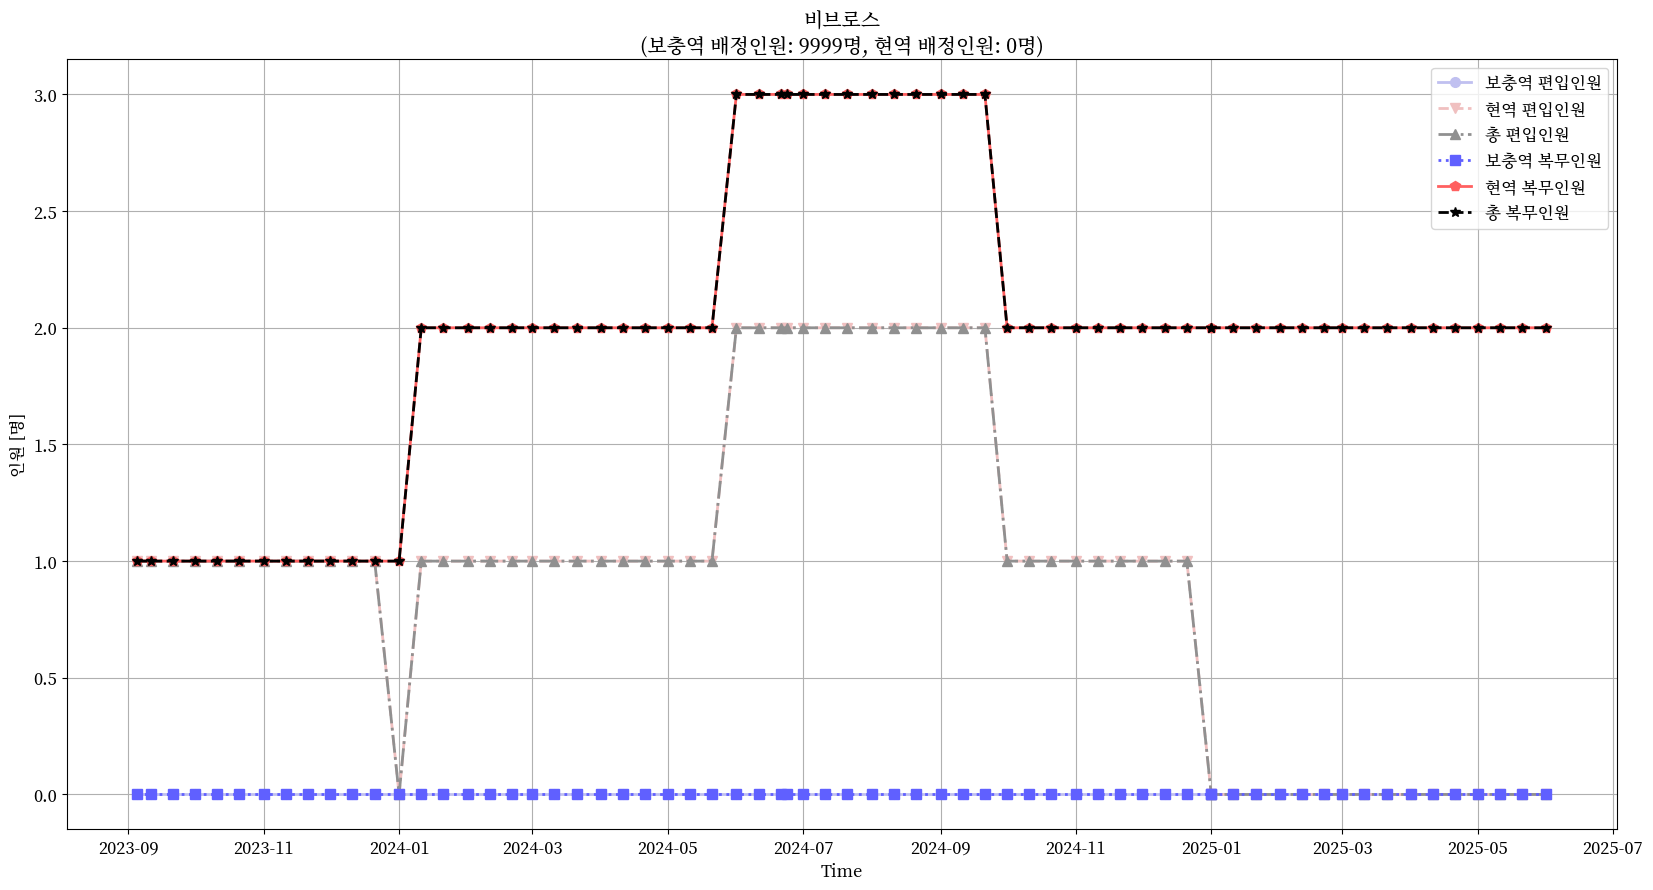 비브로스
(보충역 배정인원: 9999명, 현역 배정인원: 0명)
보충역 편입인원
현역 편입인원
총 편입인원
보충역 복무인원
현역 복무인원
총 복무인원
인원 [명]
3.0
2.5
2.0
1.5
1.0
0.5
0.0
2023-09 2023-11 2024-01 2024-03 2024-05 2024-07 2024-09 2024-11 2025-01 2025-03 2025-05 2025-07
Time